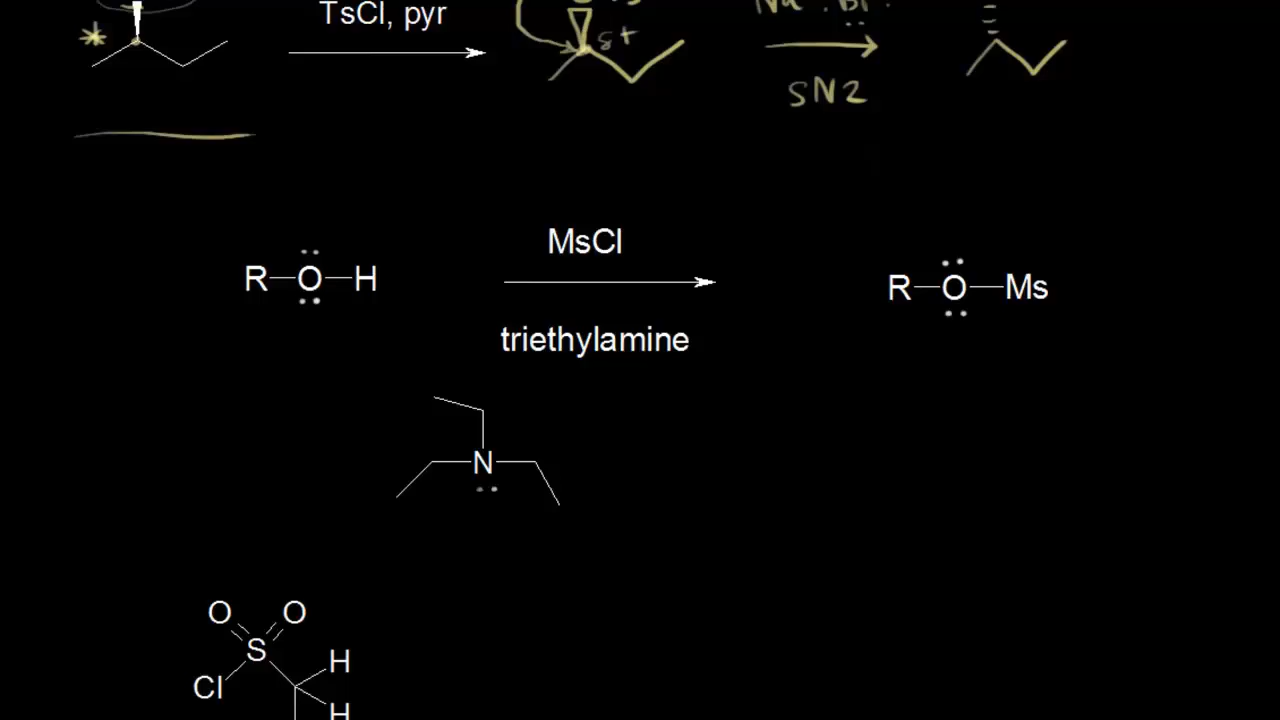 TsCl, pyr
δ+
SN2
MsCl
R-O-H
R-O-Ms
triethylamine
N
O O
S
H
Cl
H